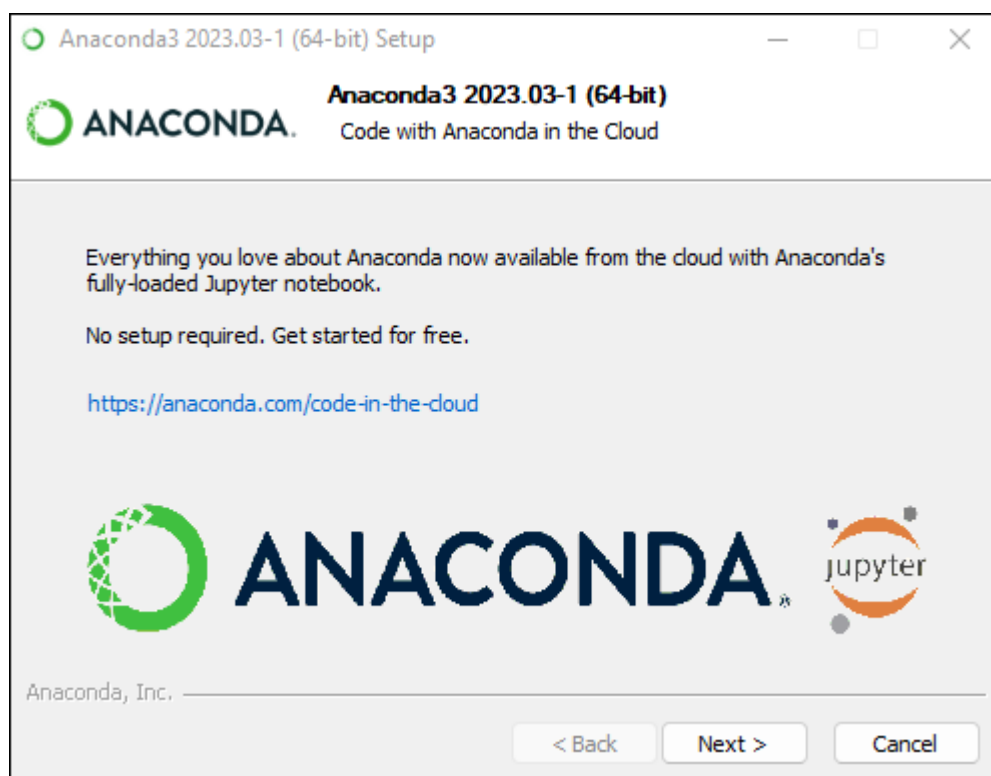 Anaconda3 2023.03-1 (64-bit) Setup
ANACONDA.
Anaconda3 2023.03-1 (64-bit)
Code with Anaconda in the Cloud
Everything you love about Anaconda now available from the cloud with Anaconda's
fully-loaded Jupyter notebook.
No setup required. Get started for free.
https://anaconda.com/code-in-the-cloud
ANACONDA.®
jupyter
Anaconda, Inc.
< Back
Next >
Cancel